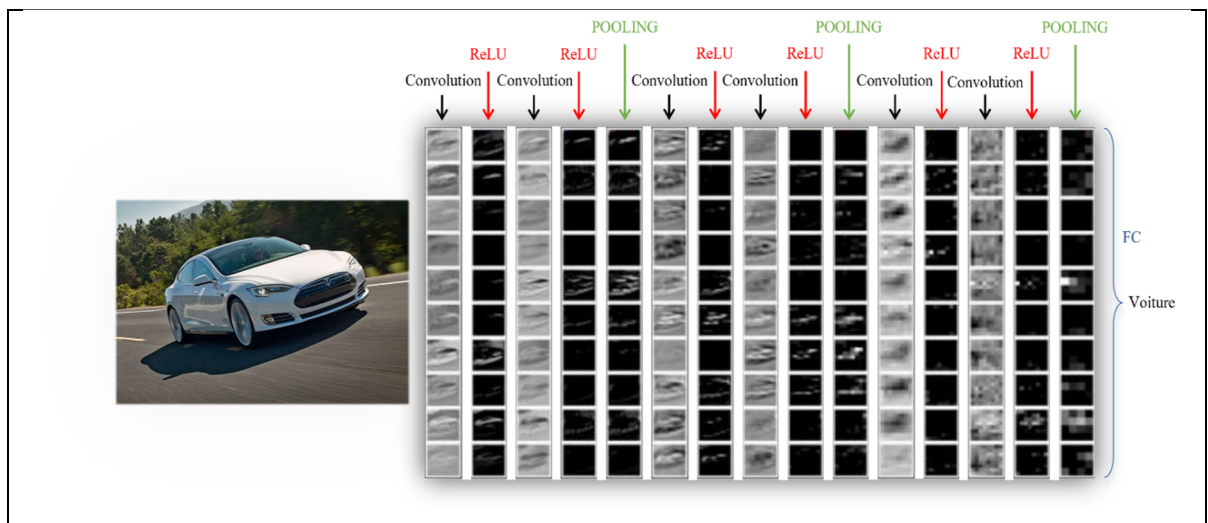 POOLING POOLING POOLING
ReLU ReLU ReLU ReLU ReLU ReLU
Convolution Convolution Convolution Convolution Convolution Convolution
FC
Voiture